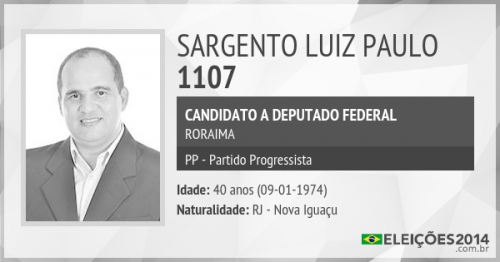 SARGENTO LUIZ PAULO
1107
CANDIDATO A DEPUTADO FEDERAL
RORAIMA
PP - Partido Progressista
Idade: 40 anos (09-01-1974)
Naturalidade: RJ - Nova Iguaçu
ELEIÇÕES2014
.com.br